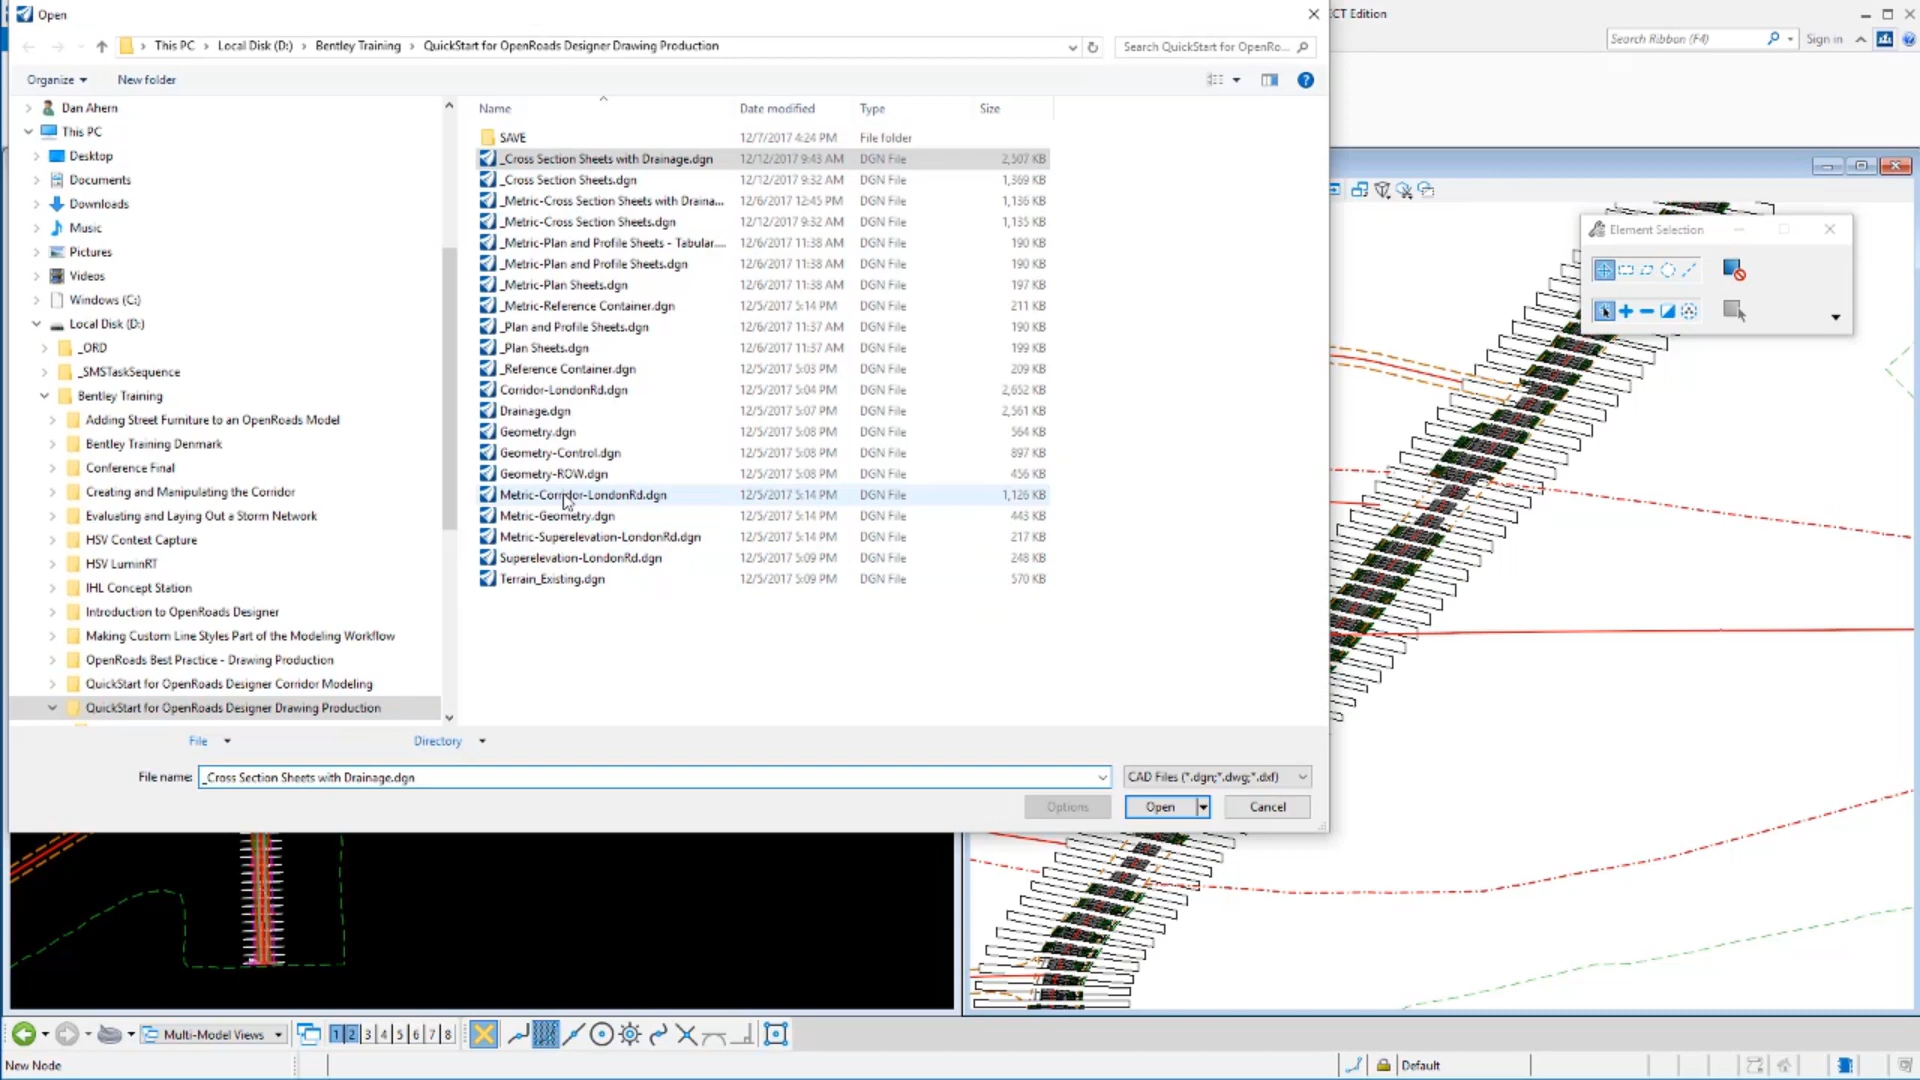 Open
CT Edition
This PC > Local Disk (D:) > Bentley Training > QuickStart for OpenRoads Designer Drawing Production
Search QuickStart for OpenRo...
Search Ribbon (F4)
Sign in
Organize
New folder
Name
Date modified
Type
Size
Dan Ahern
This PC
Desktop
Documents
Downloads
Music
Pictures
Videos
Windows (C:)
Local Disk (D:)
_ORD
_SMSTaskSequence
Bentley Training
Adding Street Furniture to an OpenRoads Model
Bentley Training Denmark
Conference Final
Creating and Manipulating the Corridor
Evaluating and Laying Out a Storm Network
HSV Context Capture
HSV LuminRT
IHL Concept Station
Introduction to OpenRoads Designer
Making Custom Line Styles Part of the Modeling Workflow
OpenRoads Best Practice - Drawing Production
QuickStart for OpenRoads Designer Corridor Modeling
QuickStart for OpenRoads Designer Drawing Production
SAVE 12/7/2017 4:24 PM File folder
_Cross Section Sheets with Drainage.dgn 12/12/2017 9:43 AM DGN File 2,507 KB
_Cross Section Sheets.dgn 12/12/2017 9:32 AM DGN File 1,369 KB
_Metric-Cross Section Sheets with Draina... 12/6/2017 12:45 PM DGN File 1,136 KB
_Metric-Cross Section Sheets.dgn 12/12/2017 9:32 AM DGN File 1,135 KB
_Metric-Plan and Profile Sheets - Tabular.... 12/6/2017 11:38 AM DGN File 190 KB
_Metric-Plan and Profile Sheets.dgn 12/6/2017 11:38 AM DGN File 190 KB
_Metric-Plan Sheets.dgn 12/6/2017 11:38 AM DGN File 197 KB
_Metric-Reference Container.dgn 12/5/2017 5:14 PM DGN File 211 KB
_Plan and Profile Sheets.dgn 12/6/2017 11:37 AM DGN File 190 KB
_Plan Sheets.dgn 12/6/2017 11:37 AM DGN File 199 KB
_Reference Container.dgn 12/5/2017 5:03 PM DGN File 209 KB
Corridor-LondonRd.dgn 12/5/2017 5:04 PM DGN File 2,652 KB
Drainage.dgn 12/5/2017 5:07 PM DGN File 2,561 KB
Geometry.dgn 12/5/2017 5:08 PM DGN File 564 KB
Geometry-Control.dgn 12/5/2017 5:08 PM DGN File 897 KB
Geometry-ROW.dgn 12/5/2017 5:08 PM DGN File 456 KB
Metric-Corridor-LondonRd.dgn 12/5/2017 5:14 PM DGN File 1,126 KB
Metric-Geometry.dgn 12/5/2017 5:14 PM DGN File 443 KB
Metric-Superelevation-LondonRd.dgn 12/5/2017 5:14 PM DGN File 217 KB
Superelevation-LondonRd.dgn 12/5/2017 5:09 PM DGN File 248 KB
Terrain_Existing.dgn 12/5/2017 5:09 PM DGN File 570 KB
Element Selection
File
Directory
File name: _Cross Section Sheets with Drainage.dgn
CAD Files (*.dgn;*.dwg;*.dxf)
Options
Open
Cancel
Multi-Model Views
1 2 3 4 5 6 7 8
New Node
Default